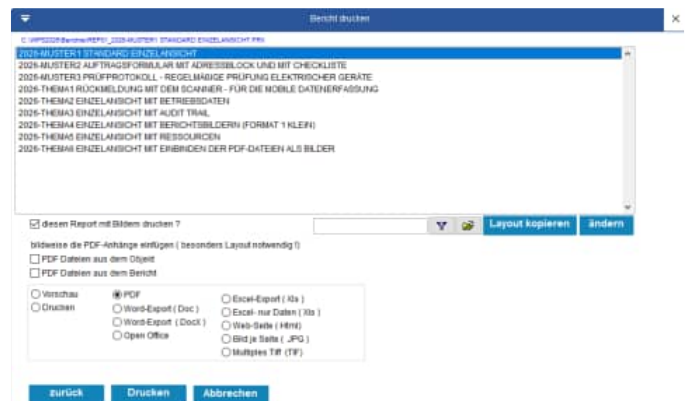 Bericht drucken
C:\WPS2026\Berichte\REPS1_2026-MUSTER1 STANDARD EINZELANSICHT.PRX
2026-MUSTER1 STANDARD EINZELANSICHT
2026-MUSTER2 AUFTRAGSFORMULAR MIT ADRESSBLOCK UND MIT CHECKLISTE
2026-MUSTER3 PRÜFPROTOKOLL - REGELMÄßIGE PRÜFUNG ELEKTRISCHER GERÄTE
2026-THEMA1 RÜCKMELDUNG MIT DEM SCANNER - FÜR DIE MOBILE DATENERFASSUNG
2026-THEMA2 EINZELANSICHT MIT BETRIEBSDATEN
2026-THEMA3 EINZELANSICHT MIT AUDIT TRAIL
2026-THEMA4 EINZELANSICHT MIT BERICHTSBILDERN (FORMAT 1 KLEIN)
2026-THEMA5 EINZELANSICHT MIT RESSOURCEN
2026-THEMA6 EINZELANSICHT MIT EINBINDEN DER PDF-DATEIEN ALS BILDER
diesen Report mit Bildern drucken ?
Layout kopieren
ändern
bildweise die PDF-Anhänge einfügen ( besonders Layout notwendig !)
PDF Dateien aus dem Objekt
PDF Dateien aus dem Bericht
Vorschau
Drucken
PDF
Word-Export ( Doc )
Word-Export ( DocX )
Open Office
Excel-Export ( Xls )
Excel- nur Daten ( Xls )
Web-Seite ( Html)
Bild je Seite ( JPG )
Multiples Tiff (TIF)
zurück
Drucken
Abbrechen